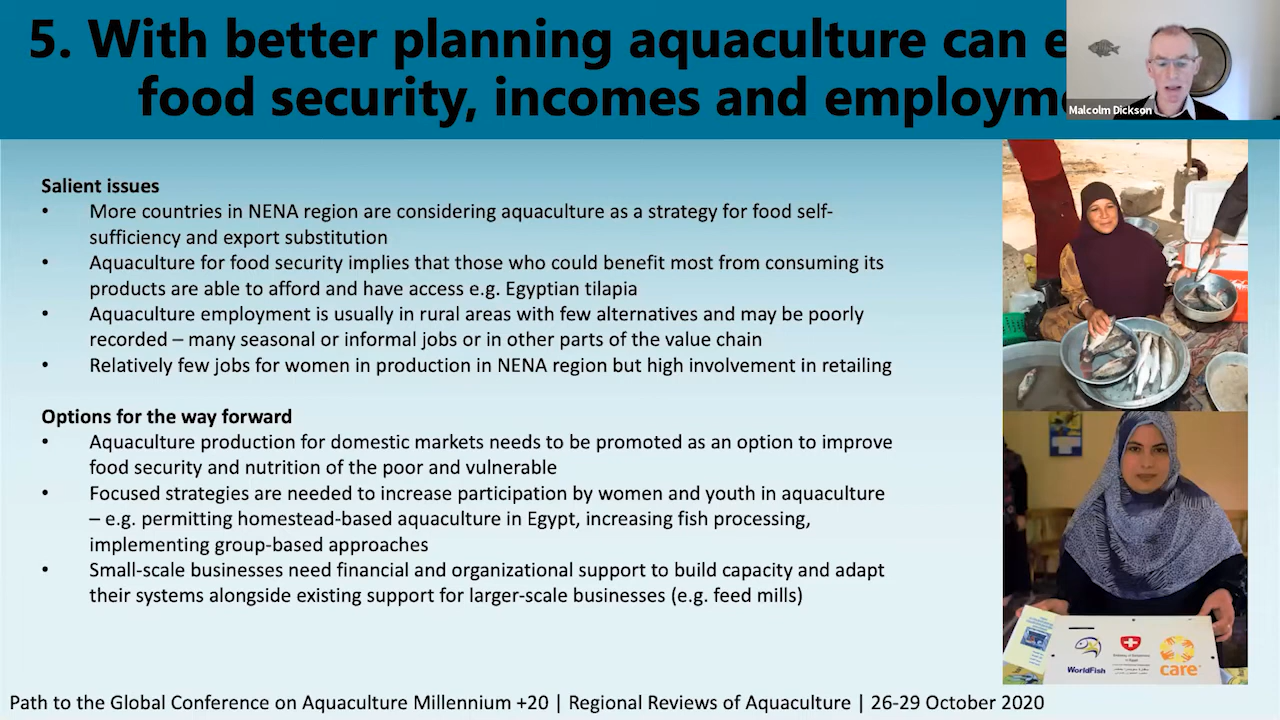 5. With better planning aquaculture can e
food security, incomes and employm
Malcolm Dickson
Salient issues
• More countries in NENA region are considering aquaculture as a strategy for food self-
sufficiency and export substitution
• Aquaculture for food security implies that those who could benefit most from consuming its
products are able to afford and have access e.g. Egyptian tilapia
• Aquaculture employment is usually in rural areas with few alternatives and may be poorly
recorded – many seasonal or informal jobs or in other parts of the value chain
• Relatively few jobs for women in production in NENA region but high involvement in retailing
Options for the way forward
• Aquaculture production for domestic markets needs to be promoted as an option to improve
food security and nutrition of the poor and vulnerable
• Focused strategies are needed to increase participation by women and youth in aquaculture
– e.g. permitting homestead-based aquaculture in Egypt, increasing fish processing,
implementing group-based approaches
• Small-scale businesses need financial and organizational support to build capacity and adapt
their systems alongside existing support for larger-scale businesses (e.g. feed mills)
WorldFish
care
Path to the Global Conference on Aquaculture Millennium +20 | Regional Reviews of Aquaculture | 26-29 October 2020